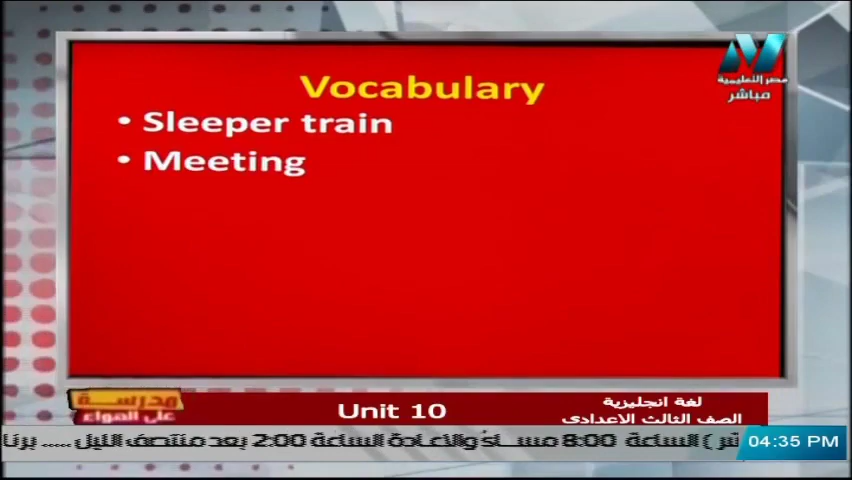 مصر التعليمية
مباشر
Vocabulary
• Sleeper train
• Meeting
مدرسة
على الهواء
Unit 10
لغة انجليزية
الصف الثالث الاعدادى
) الساعة 8:00 مساءً والاعادة الساعة 2:00 بعد منتصف الليل .....
04:35 PM